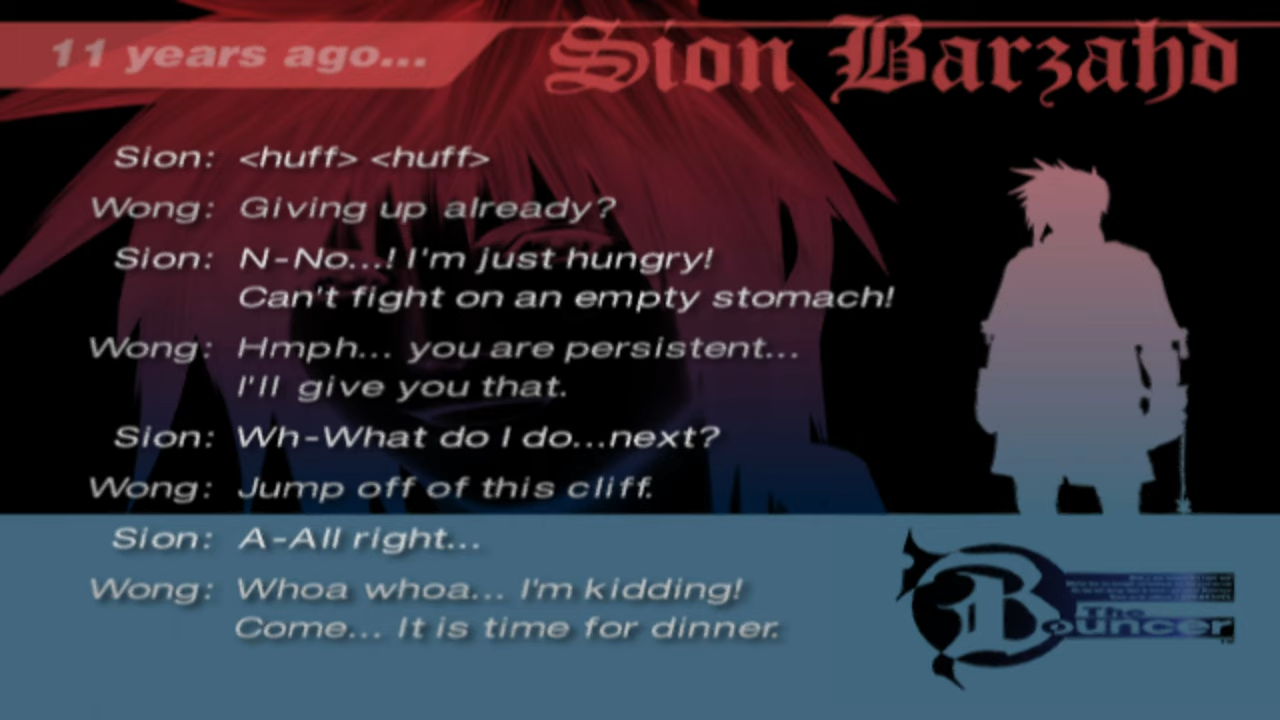 11 years ago...
Sion Barzahd
Sion: <huff> <huff>
Wong: Giving up already?
Sion: N-No...! I'm just hungry!
Can't fight on an empty stomach!
Wong: Hmph... you are persistent...
I'll give you that.
Sion: Wh-What do I do...next?
Wong: Jump off of this cliff.
Sion: A-All right...
Wong: Whoa whoa... I'm kidding!
Come... It is time for dinner.
The
Bouncer